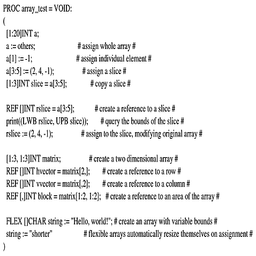 PROC array_test = VOID:
(
[1:20]INT a;
a := others; # assign whole array #
a[1] := -1; # assign individual element #
a[3:5] := (2, 4, -1); # assign a slice #
[1:3]INT slice = a[3:5]; # copy a slice #
REF []INT rslice = a[3:5]; # create a reference to a slice #
print((LWB rslice, UPB slice)); # query the bounds of the slice #
rslice := (2, 4, -1); # assign to the slice, modifying original array #
[1:3, 1:3]INT matrix; # create a two dimensional array #
REF []INT hvector = matrix[2,]; # create a reference to a row #
REF []INT vvector = matrix[,2]; # create a reference to a column #
REF [,]INT block = matrix[1:2, 1:2]; # create a reference to an area of the array #
FLEX []CHAR string := "Hello, world!"; # create an array with variable bounds #
string := "shorter" # flexible arrays automatically resize themselves on assignment #
)